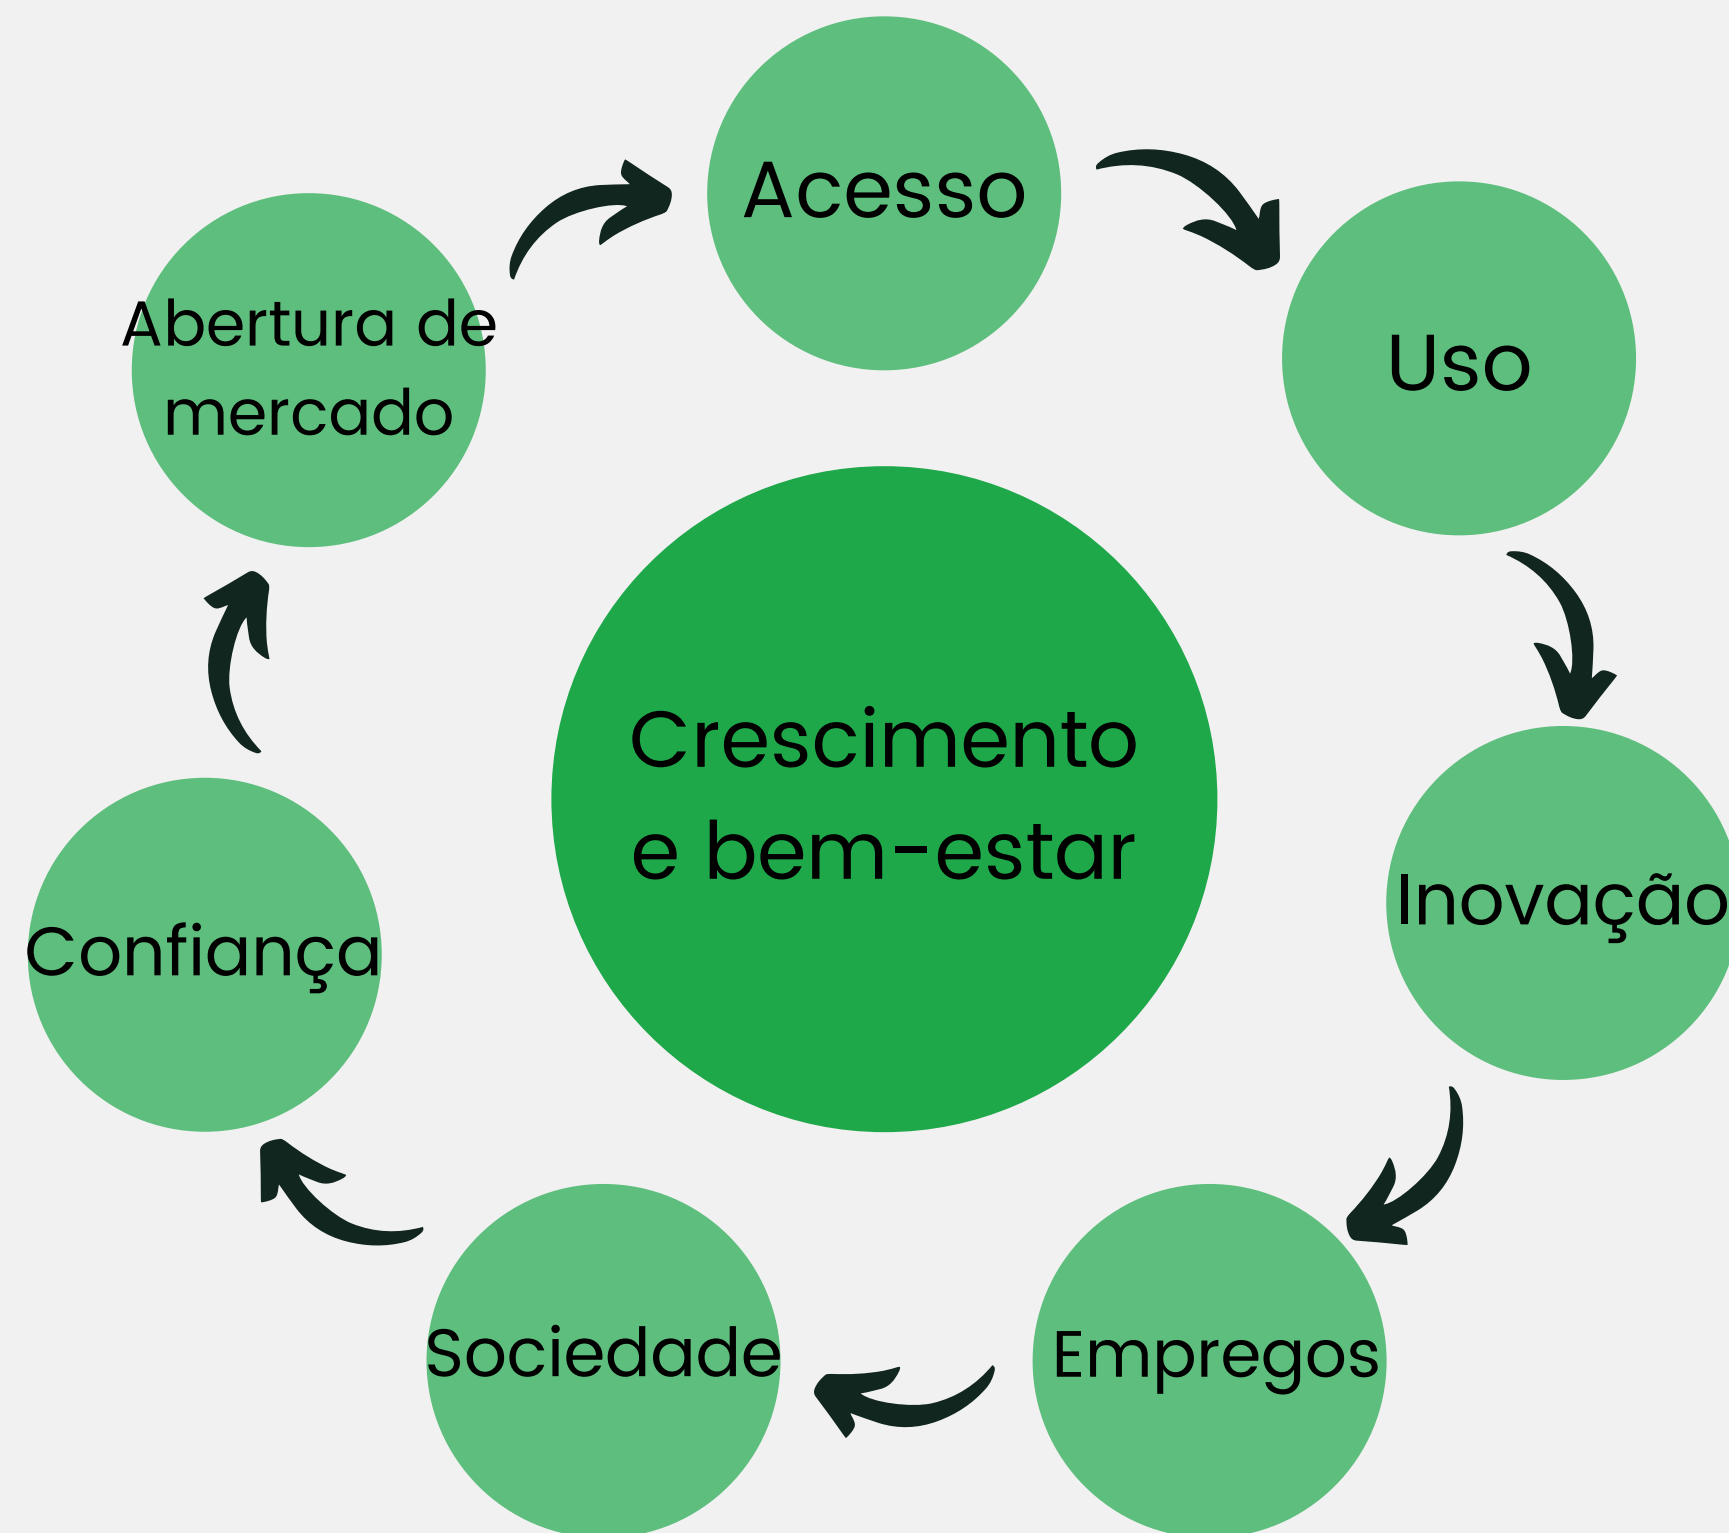 Acesso
Uso
Inovação
Empregos
Sociedade
Confiança
Abertura de
mercado
Crescimento
e bem-estar